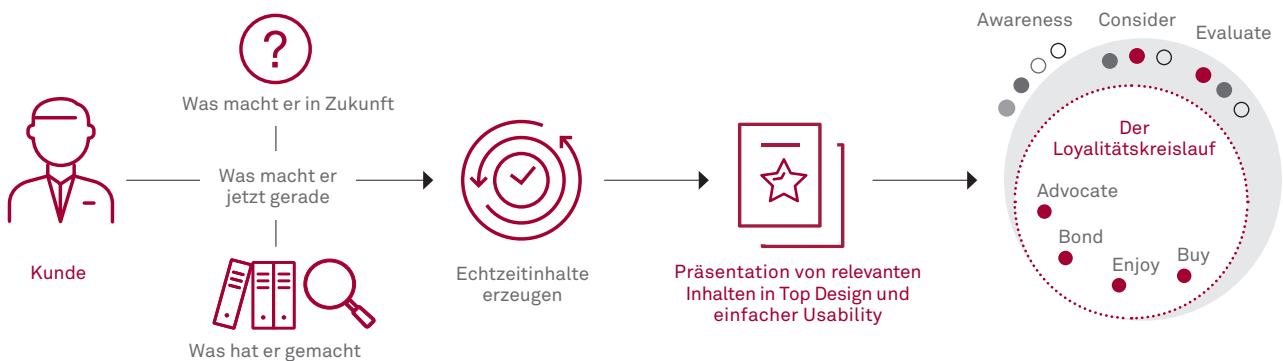 Kunde
?
Was macht er in Zukunft
Was macht er
jetzt gerade
Was hat er gemacht
Echtzeitinhalte
erzeugen
Präsentation von relevanten
Inhalten in Top Design und
einfacher Usability
Awareness
Consider
Evaluate
Der
Loyalitätskreislauf
Advocate
Bond
Enjoy
Buy